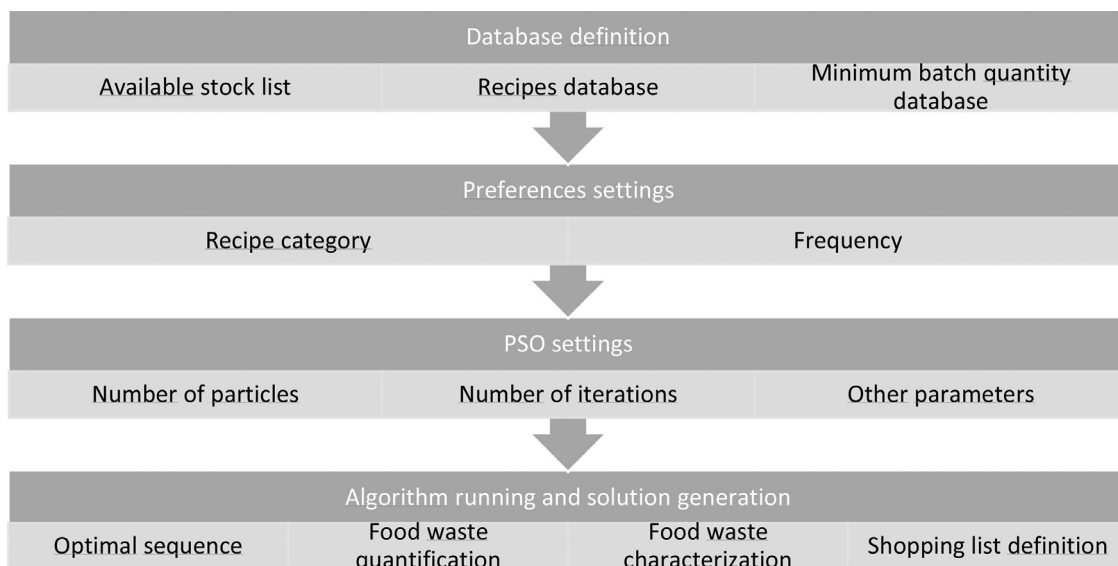 Database definition
Available stock list
Recipes database
Minimum batch quantity
database
Preferences settings
Recipe category
Frequency
PSO settings
Number of particles
Number of iterations
Other parameters
Algorithm running and solution generation
Optimal sequence
Food waste
quantification
Food waste
characterization
Shopping list definition